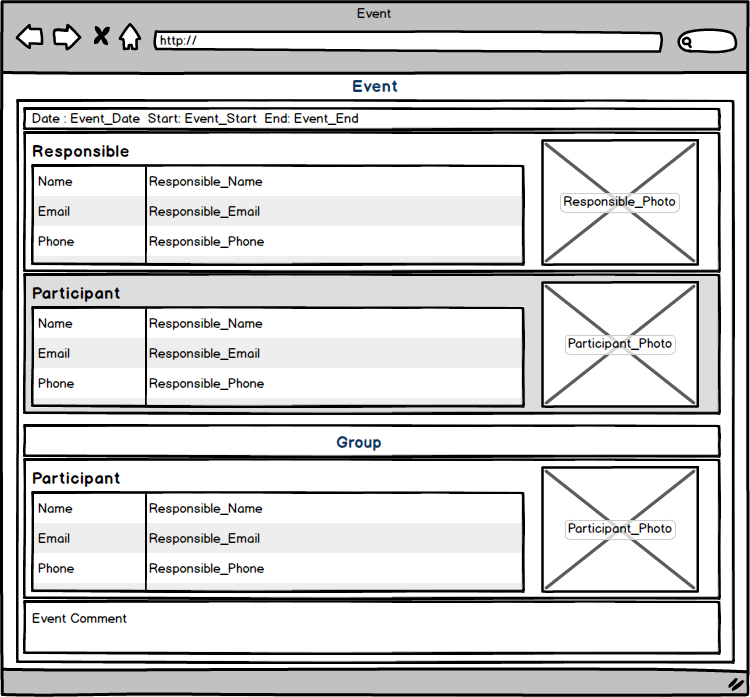 Event
http://
Event
Date : Event_Date Start: Event_Start End: Event_End
Responsible
Name Responsible_Name
Email Responsible_Email
Phone Responsible_Phone
Responsible_Photo
Participant
Name Responsible_Name
Email Responsible_Email
Phone Responsible_Phone
Participant_Photo
Group
Participant
Name Responsible_Name
Email Responsible_Email
Phone Responsible_Phone
Participant_Photo
Event Comment